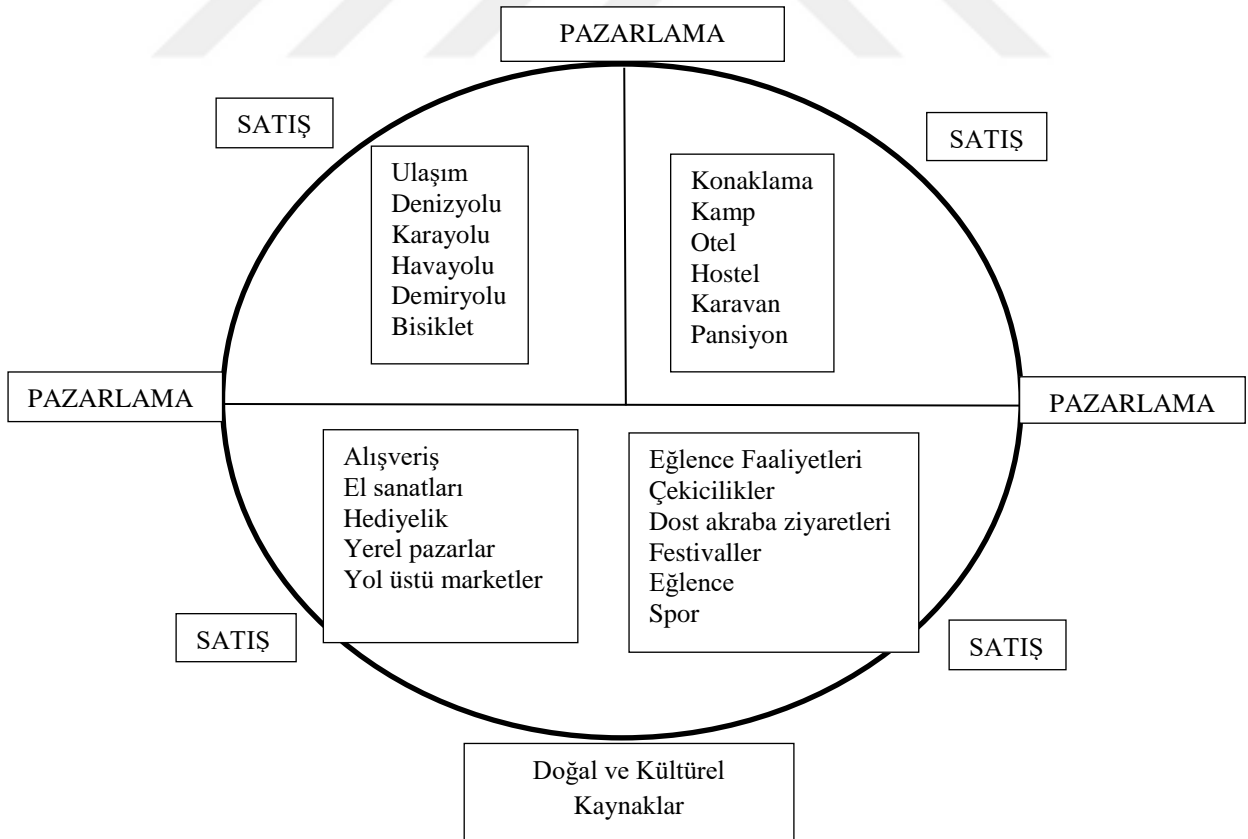 PAZARLAMA
SATIŞ
SATIŞ
Ulaşım
Denizyolu
Karayolu
Havayolu
Demiryolu
Bisiklet
Konaklama
Kamp
Otel
Hostel
Karavan
Pansiyon
PAZARLAMA
PAZARLAMA
Alışveriş
El sanatları
Hediyelik
Yerel pazarlar
Yol üstü marketler
Eğlence Faaliyetleri
Çekicilikler
Dost akraba ziyaretleri
Festivaller
Eğlence
Spor
SATIŞ
SATIŞ
Doğal ve Kültürel
Kaynaklar